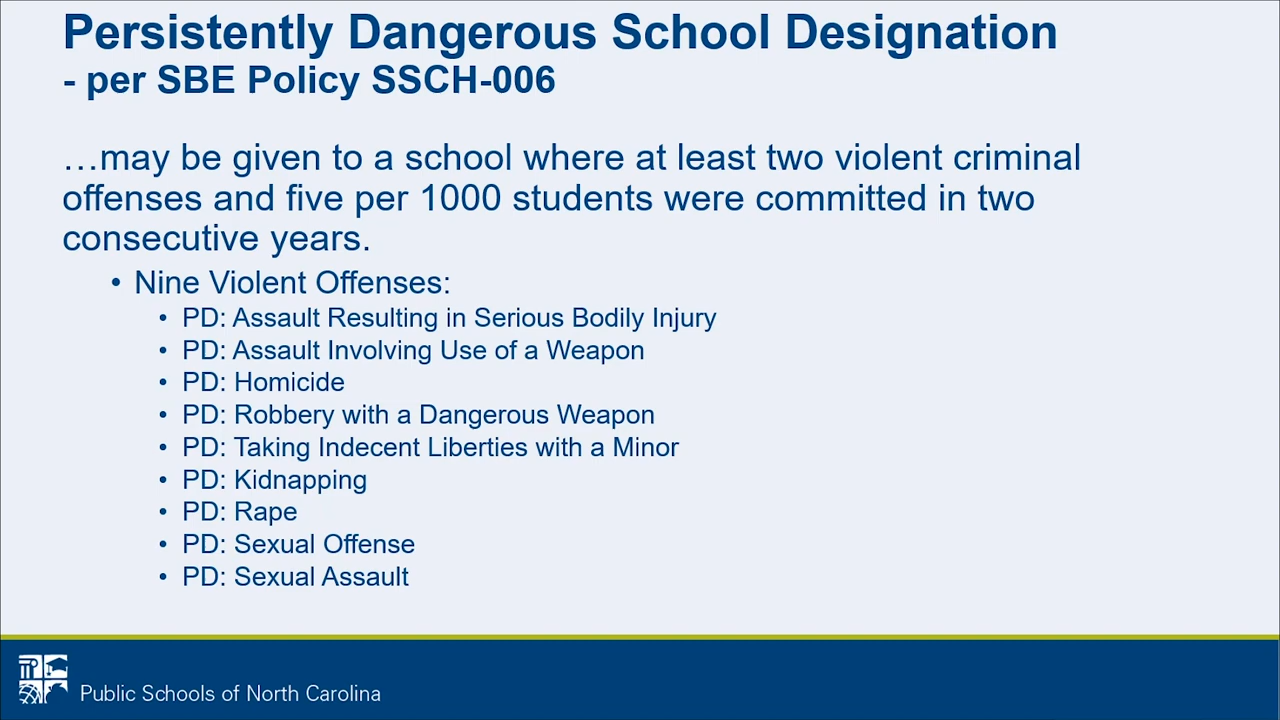 Persistently Dangerous School Designation
- per SBE Policy SSCH-006
…may be given to a school where at least two violent criminal
offenses and five per 1000 students were committed in two
consecutive years.
• Nine Violent Offenses:
• PD: Assault Resulting in Serious Bodily Injury
• PD: Assault Involving Use of a Weapon
• PD: Homicide
• PD: Robbery with a Dangerous Weapon
• PD: Taking Indecent Liberties with a Minor
• PD: Kidnapping
• PD: Rape
• PD: Sexual Offense
• PD: Sexual Assault
Public Schools of North Carolina